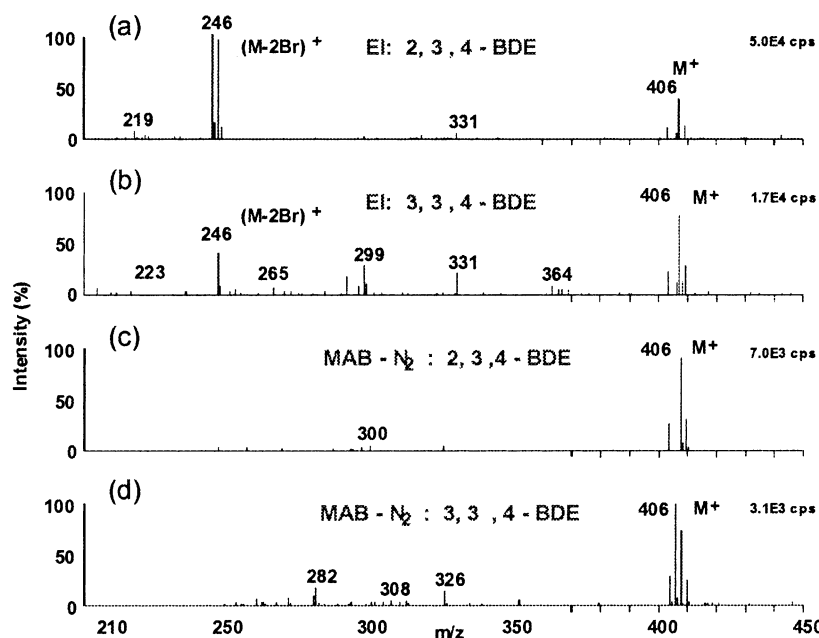 (a)
246
(M-2Br)+
EI: 2, 3, 4 - BDE
5.0E4 cps
M+
406
219
331
100
50
0
(b)
(M-2Br)+
EI: 3, 3, 4 - BDE
406
M+
1.7E4 cps
246
223
265
299
331
364
100
50
0
(c)
MAB - N2 : 2, 3, 4 - BDE
406
M+
7.0E3 cps
300
100
50
0
(d)
MAB - N2 : 3, 3, 4 - BDE
406
M+
3.1E3 cps
282
308
326
100
50
0
Intensity (%)
210
250
300
350
400
450
m/z